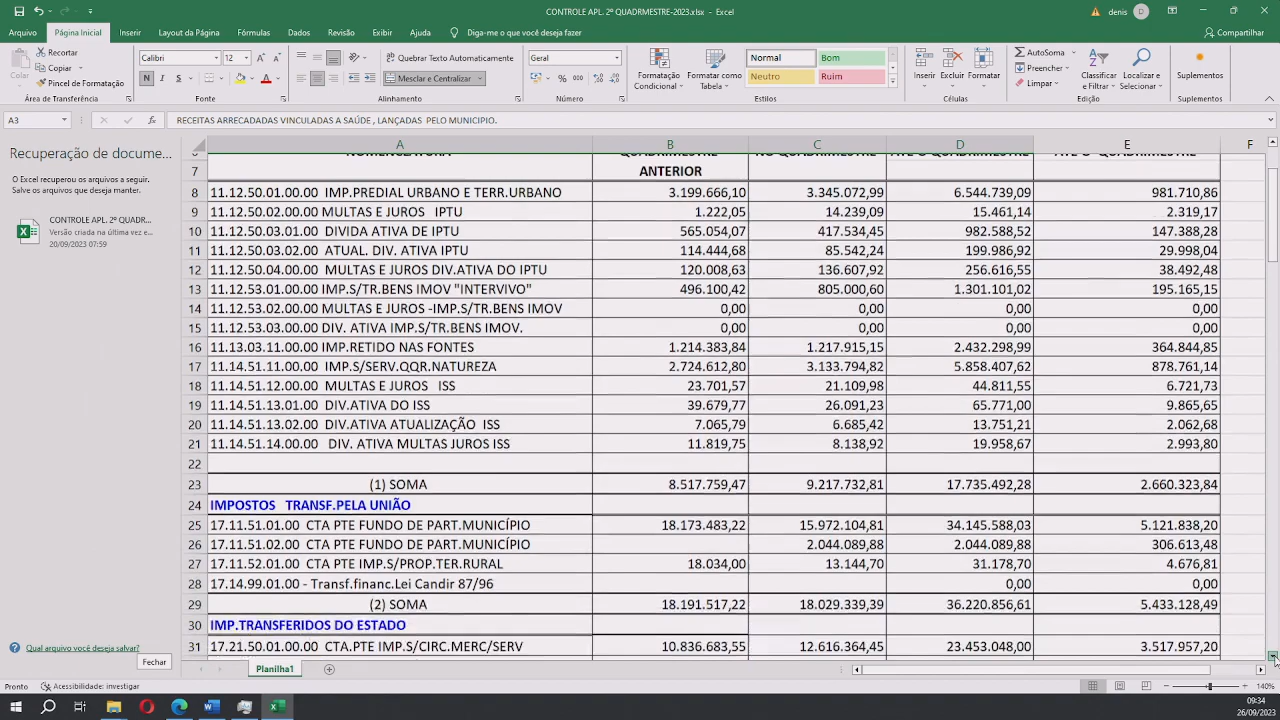 CONTROLE APL. 2º QUADRMESTRE-2023.xlsx - Excel
denis D
Arquivo Página Inicial Inserir Layout da Página Fórmulas Dados Revisão Exibir Ajuda Diga-me o que você deseja fazer Compartilhar
Colar
Recortar
Copiar
Pincel de Formatação
Área de Transferência
Calibri 12
N I S
Fonte
Quebrar Texto Automaticamente
Mesclar e Centralizar
Alinhamento
Geral
Número
Formatação Condicional
Formatar como Tabela
Normal Bom
Neutro Ruim
Estilos
Inserir Excluir Formatar
Células
AutoSoma
Preencher
Limpar
Classificar e Filtrar
Localizar e Selecionar
Edição
Suplementos
Suplementos
A3 fx RECEITAS ARRECADADAS VINCULADAS A SAÚDE , LANÇADAS PELO MUNICIPIO.
Recuperação de docume...
O Excel recuperou os arquivos a seguir.
Salve os arquivos que deseja manter.
CONTROLE APL. 2º QUADR...
Versão criada na última vez e...
20/09/2023 07:59
Qual arquivo você deseja salvar?
Fechar
A B C D E F
NOMENCLATURA QUADRIMESTRE NO QUADRIMESTRE ATÉ O QUADRIMESTRE ATÉ O QUADRIMESTRE
7 ANTERIOR
8 11.12.50.01.00.00 IMP.PREDIAL URBANO E TERR.URBANO 3.199.666,10 3.345.072,99 6.544.739,09 981.710,86
9 11.12.50.02.00.00 MULTAS E JUROS IPTU 1.222,05 14.239,09 15.461,14 2.319,17
10 11.12.50.03.01.00 DIVIDA ATIVA DE IPTU 565.054,07 417.534,45 982.588,52 147.388,28
11 11.12.50.03.02.00 ATUAL. DIV. ATIVA IPTU 114.444,68 85.542,24 199.986,92 29.998,04
12 11.12.50.04.00.00 MULTAS E JUROS DIV.ATIVA DO IPTU 120.008,63 136.607,92 256.616,55 38.492,48
13 11.12.53.01.00.00 IMP.S/TR.BENS IMOV "INTERVIVO" 496.100,42 805.000,60 1.301.101,02 195.165,15
14 11.12.53.02.00.00 MULTAS E JUROS -IMP.S/TR.BENS IMOV 0,00 0,00 0,00 0,00
15 11.12.53.03.00.00 DIV. ATIVA IMP.S/TR.BENS IMOV. 0,00 0,00 0,00 0,00
16 11.13.03.11.00.00 IMP.RETIDO NAS FONTES 1.214.383,84 1.217.915,15 2.432.298,99 364.844,85
17 11.14.51.11.00.00 IMP.S/SERV.QQR.NATUREZA 2.724.612,80 3.133.794,82 5.858.407,62 878.761,14
18 11.14.51.12.00.00 MULTAS E JUROS ISS 23.701,57 21.109,98 44.811,55 6.721,73
19 11.14.51.13.01.00 DIV.ATIVA DO ISS 39.679,77 26.091,23 65.771,00 9.865,65
20 11.14.51.13.02.00 DIV.ATIVA ATUALIZAÇÃO ISS 7.065,79 6.685,42 13.751,21 2.062,68
21 11.14.51.14.00.00 DIV. ATIVA MULTAS JUROS ISS 11.819,75 8.138,92 19.958,67 2.993,80
22
23 (1) SOMA 8.517.759,47 9.217.732,81 17.735.492,28 2.660.323,84
24 IMPOSTOS TRANSF.PELA UNIÃO
25 17.11.51.01.00 CTA PTE FUNDO DE PART.MUNICÍPIO 18.173.483,22 15.972.104,81 34.145.588,03 5.121.838,20
26 17.11.51.02.00 CTA PTE FUNDO DE PART.MUNICÍPIO 2.044.089,88 2.044.089,88 306.613,48
27 17.11.52.01.00 CTA PTE IMP.S/PROP.TER.RURAL 18.034,00 13.144,70 31.178,70 4.676,81
28 17.14.99.01.00 - Transf.financ.Lei Candir 87/96 0,00 0,00
29 (2) SOMA 18.191.517,22 18.029.339,39 36.220.856,61 5.433.128,49
30 IMP.TRANSFERIDOS DO ESTADO
31 17.21.50.01.00 CTA.PTE IMP.S/CIRC.MERC/SERV 10.836.683,55 12.616.364,45 23.453.048,00 3.517.957,20
Planilha1
Pronto Acessibilidade: investigar 140%
09:34
26/09/2023